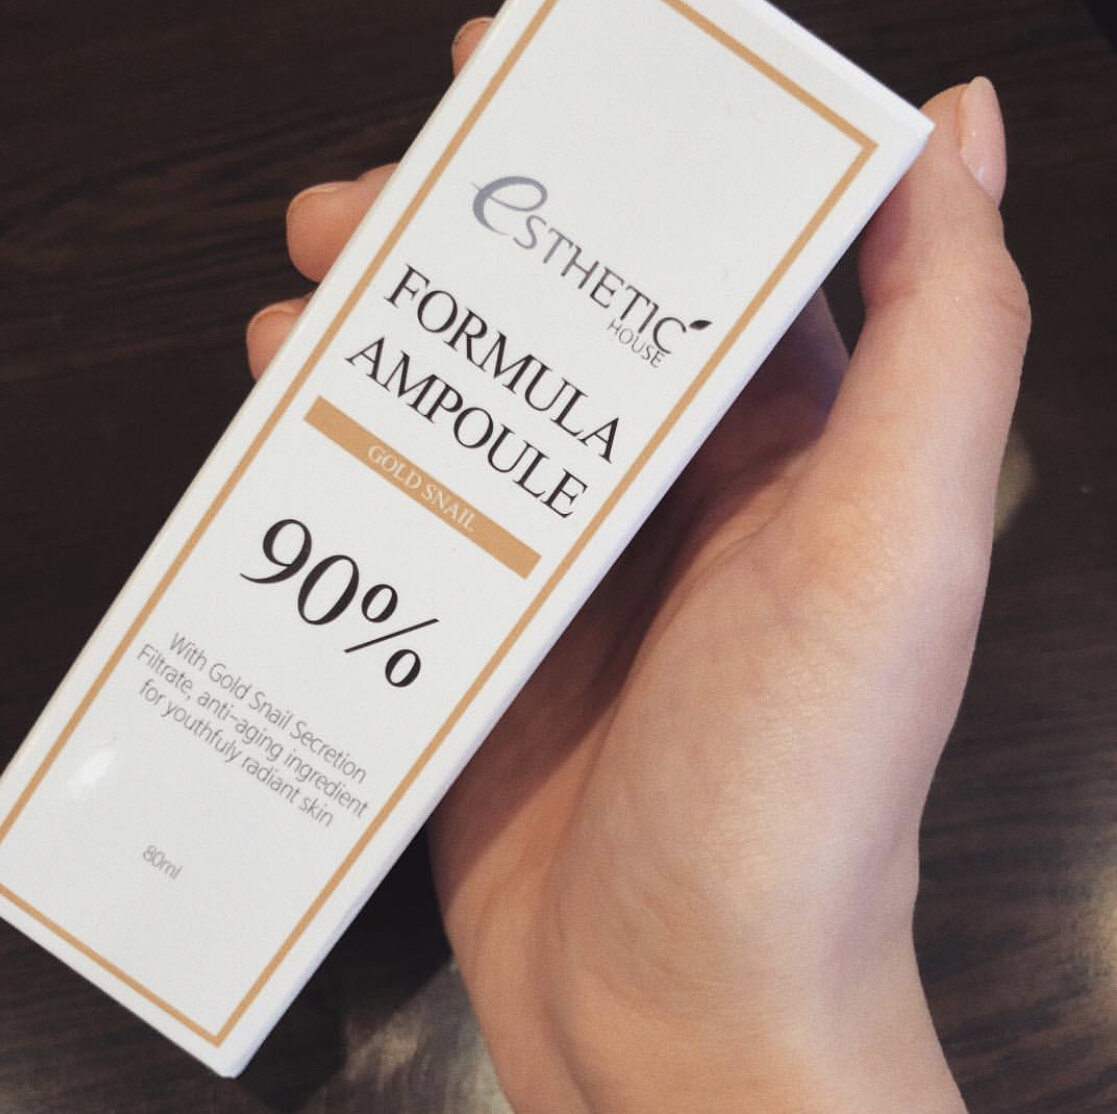 eSTHETIC
HOUSE
FORMULA
AMPOULE
GOLD SNAIL
90%
With Gold Snail Secretion
Filtrate, anti-aging ingredient
for youthfuly radiant skin
80ml